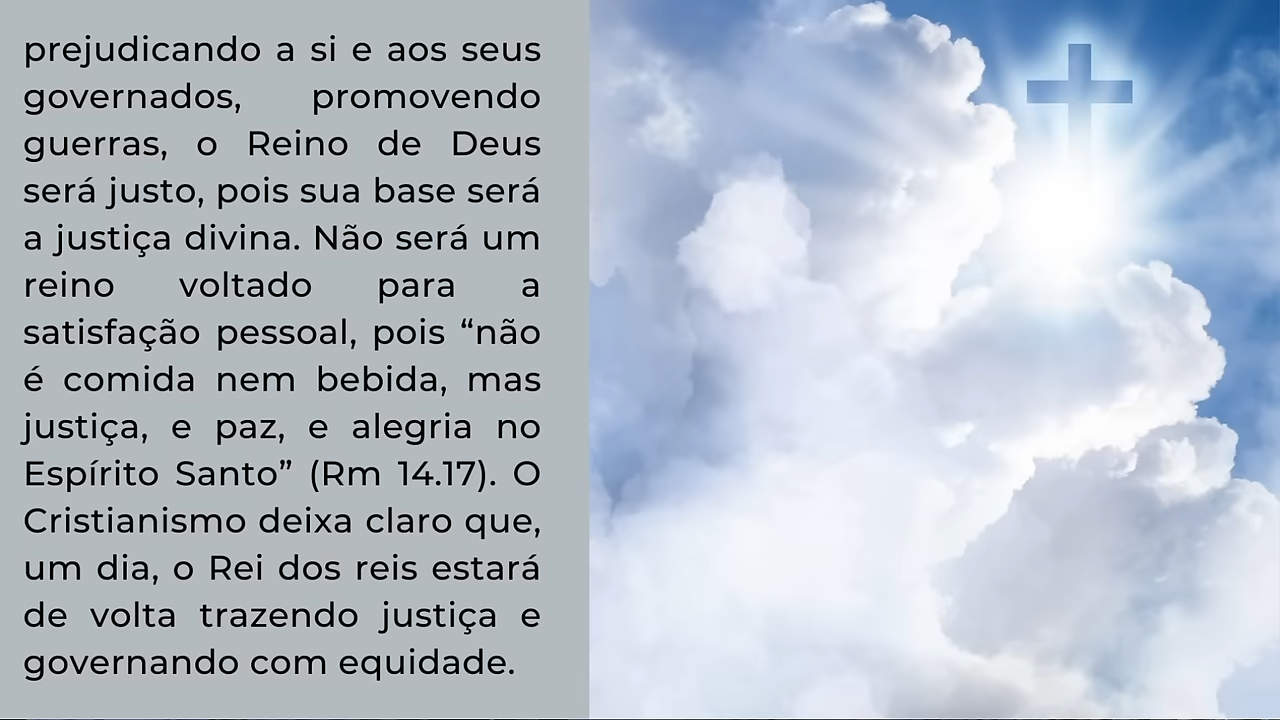 prejudicando a si e aos seus
governados, promovendo
guerras, o Reino de Deus
será justo, pois sua base será
a justiça divina. Não será um
reino voltado para a
satisfação pessoal, pois “não
é comida nem bebida, mas
justiça, e paz, e alegria no
Espírito Santo” (Rm 14.17). O
Cristianismo deixa claro que,
um dia, o Rei dos reis estará
de volta trazendo justiça e
governando com equidade.